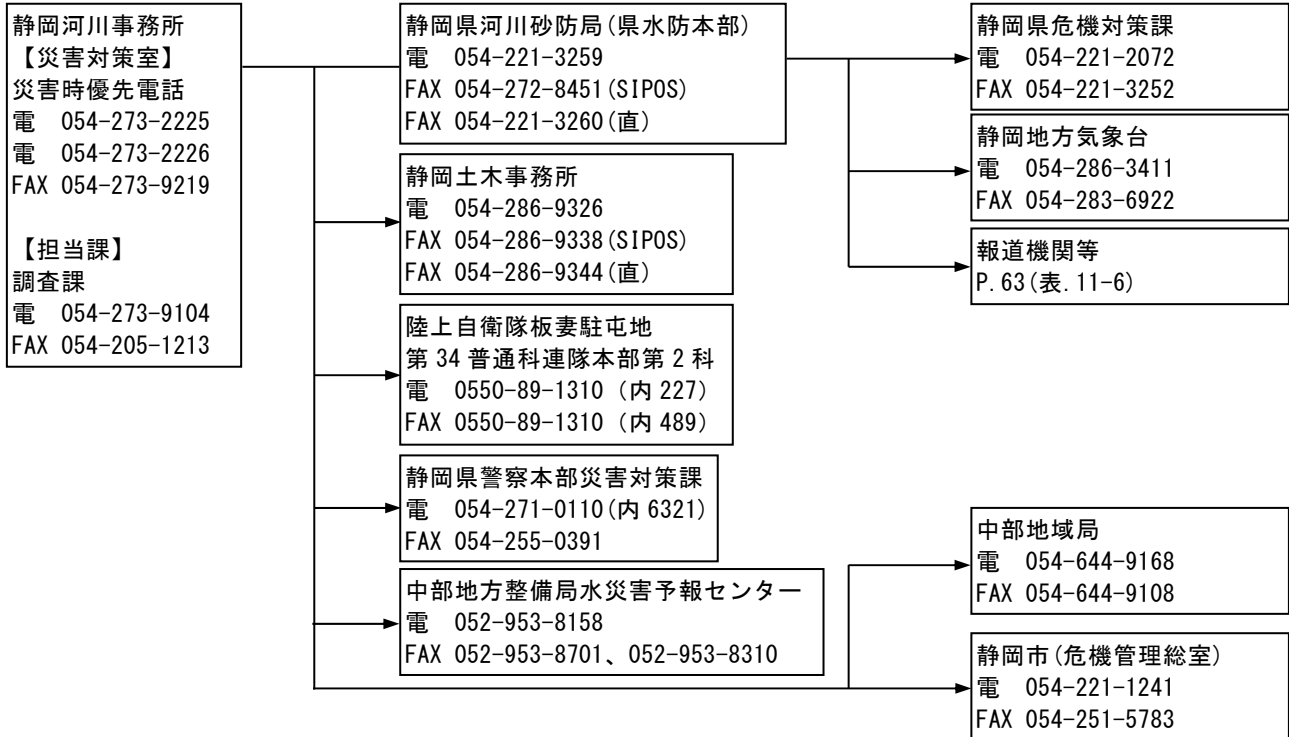 静岡河川事務所
【災害対策室】
災害時優先電話
電 054-273-2225
電 054-273-2226
FAX 054-273-9219
【担当課】
調査課
電 054-273-9104
FAX 054-205-1213
静岡県河川砂防局(県水防本部)
電 054-221-3259
FAX 054-272-8451(SIPOS)
FAX 054-221-3260(直)
静岡土木事務所
電 054-286-9326
FAX 054-286-9338(SIPOS)
FAX 054-286-9344(直)
陸上自衛隊板妻駐屯地
第 34 普通科連隊本部第 2 科
電 0550-89-1310 (内 227)
FAX 0550-89-1310 (内 489)
静岡県警察本部災害対策課
電 054-271-0110(内 6321)
FAX 054-255-0391
中部地方整備局水災害予報センター
電 052-953-8158
FAX 052-953-8701、052-953-8310
静岡県危機対策課
電 054-221-2072
FAX 054-221-3252
静岡地方気象台
電 054-286-3411
FAX 054-283-6922
報道機関等
P.63(表.11-6)
中部地域局
電 054-644-9168
FAX 054-644-9108
静岡市(危機管理総室)
電 054-221-1241
FAX 054-251-5783